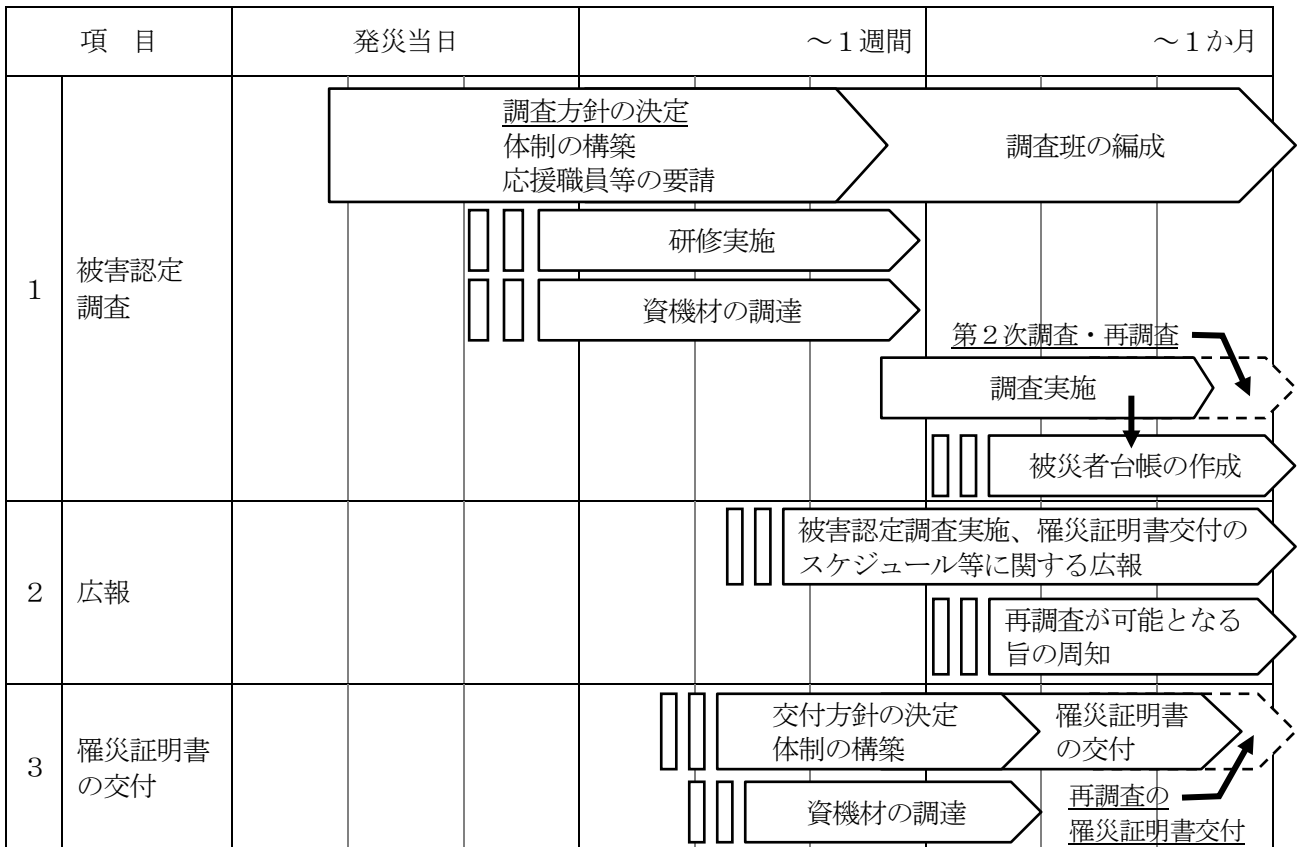 項　目
発災当日
～１週間
～１か月
1
被害認定
調査
調査方針の決定
体制の構築
応援職員等の要請
調査班の編成
研修実施
資機材の調達
第２次調査・再調査
調査実施
被災者台帳の作成
2
広報
被害認定調査実施、罹災証明書交付の
スケジュール等に関する広報
再調査が可能となる
旨の周知
3
罹災証明書
の交付
交付方針の決定
体制の構築
罹災証明書
の交付
資機材の調達
再調査の
罹災証明書交付